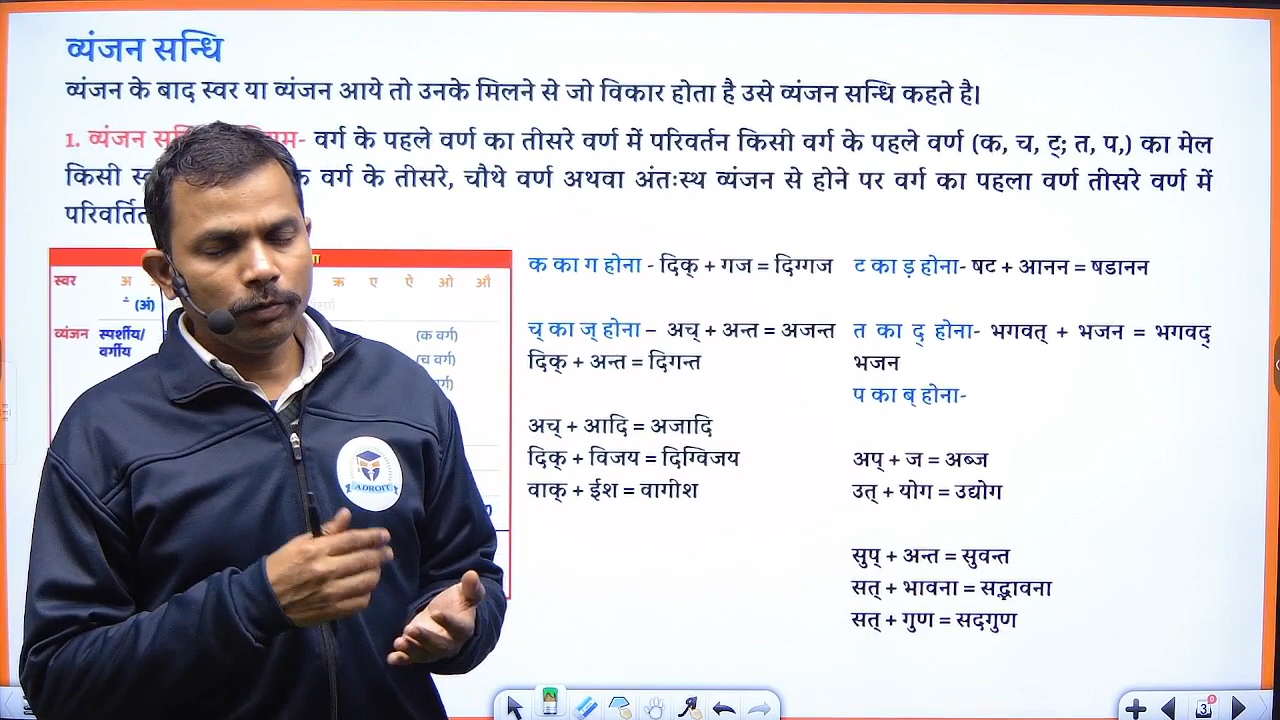 व्यंजन सन्धि
व्यंजन के बाद स्वर या व्यंजन आये तो उनके मिलने से जो विकार होता है उसे व्यंजन सन्धि कहते है।
1. व्यंजन वर्ग के पहले वर्ण का तीसरे वर्ण में परिवर्तन किसी वर्ग के पहले वर्ण (क, च, ट्; त, प,) का मेल
किसी वर्ग के तीसरे, चौथे वर्ण अथवा अंतःस्थ व्यंजन से होने पर वर्ग का पहला वर्ण तीसरे वर्ण में
स्वर अ ऋ ए ऐ ओ औ
(अं)
व्यंजन स्पर्शीय/ (क वर्ग)
वर्गीय (च वर्ग)
क का ग होना - दिक् + गज = दिग्गज
च् का ज् होना – अच् + अन्त = अजन्त
दिक् + अन्त = दिगन्त
अच् + आदि = अजादि
दिक् + विजय = दिग्विजय
वाक् + ईश = वागीश
ट का ड़ होना- षट + आनन = षडानन
त का द् होना- भगवत् + भजन = भगवद्
भजन
प का ब् होना-
अप् + ज = अब्ज
उत् + योग = उद्योग
सुप् + अन्त = सुवन्त
सत् + भावना = सद्भावना
सत् + गुण = सदगुण
ADROIT
3